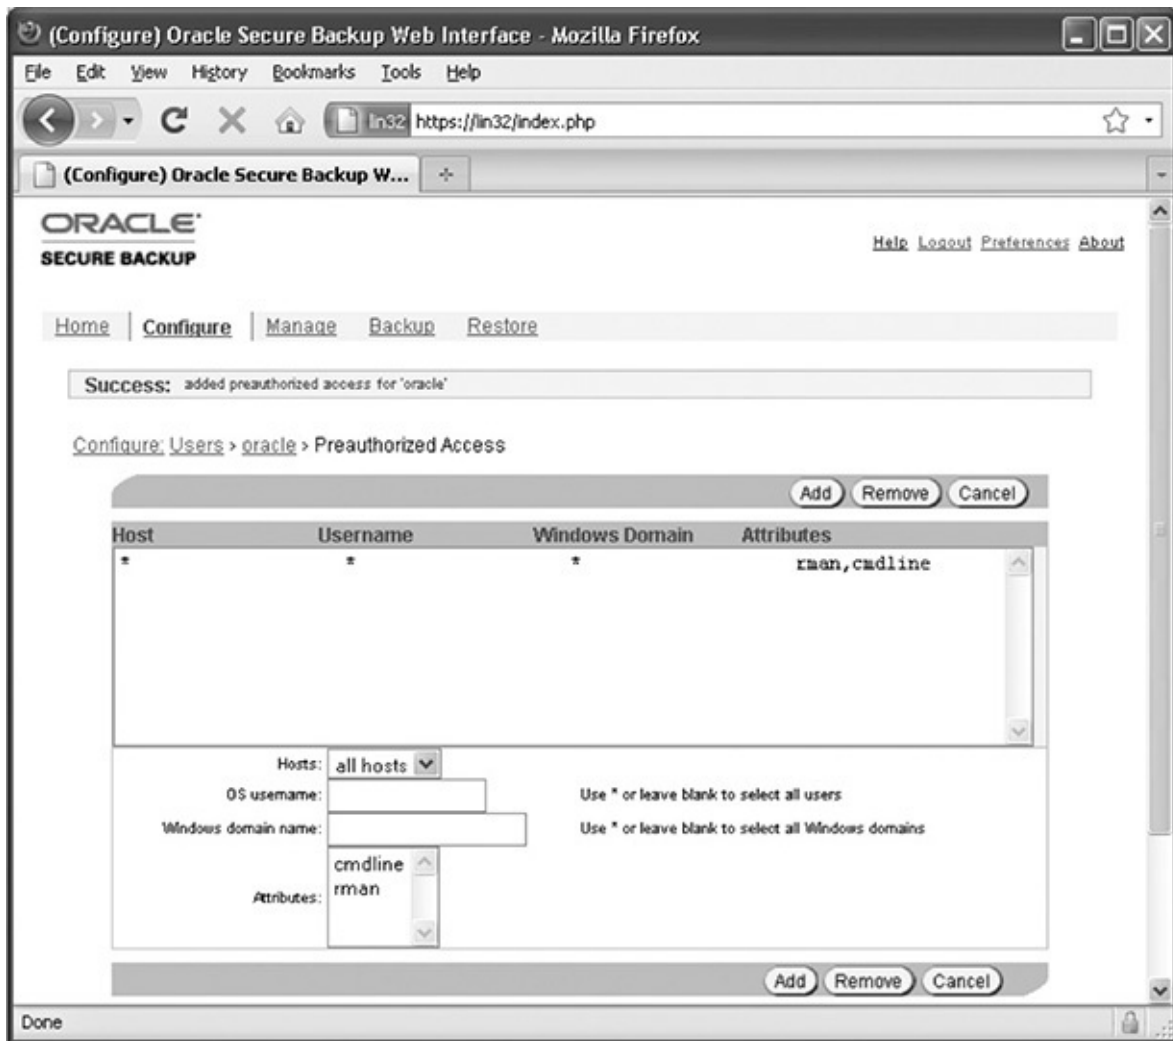 (Configure) Oracle Secure Backup Web Interface - Mozilla Firefox
File Edit View History Bookmarks Tools Help
lin32 https://lin32/index.php
(Configure) Oracle Secure Backup W...
ORACLE
SECURE BACKUP
Help Logout Preferences About
Home Configure Manage Backup Restore
Success: added preauthorized access for 'oracle'
Configure: Users > oracle > Preauthorized Access
Add Remove Cancel
Host Username Windows Domain Attributes
* * * rman,cmdline
Hosts: all hosts
OS username: Use * or leave blank to select all users
Windows domain name: Use * or leave blank to select all Windows domains
Attributes: cmdline
rman
Add Remove Cancel
Done